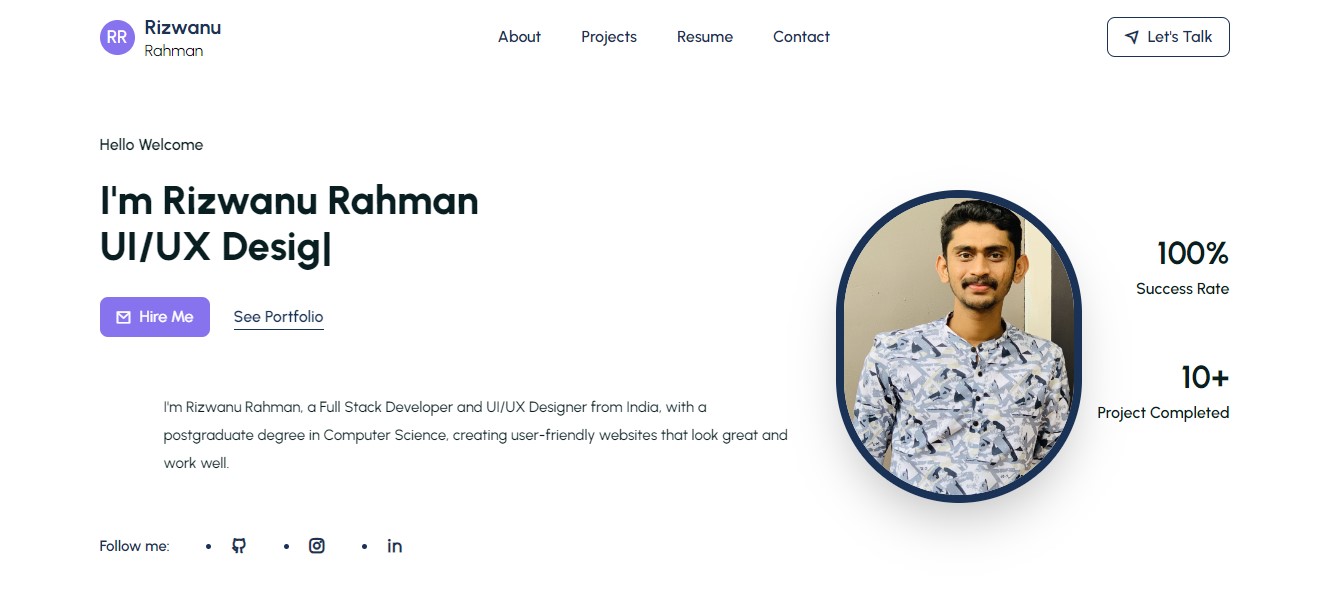 RR Rizwanu
Rahman
About Projects Resume Contact
Let's Talk
Hello Welcome
I'm Rizwanu Rahman
UI/UX Desig|
Hire Me See Portfolio
I'm Rizwanu Rahman, a Full Stack Developer and UI/UX Designer from India, with a
postgraduate degree in Computer Science, creating user-friendly websites that look great and
work well.
Follow me: • • • in
100%
Success Rate
10+
Project Completed